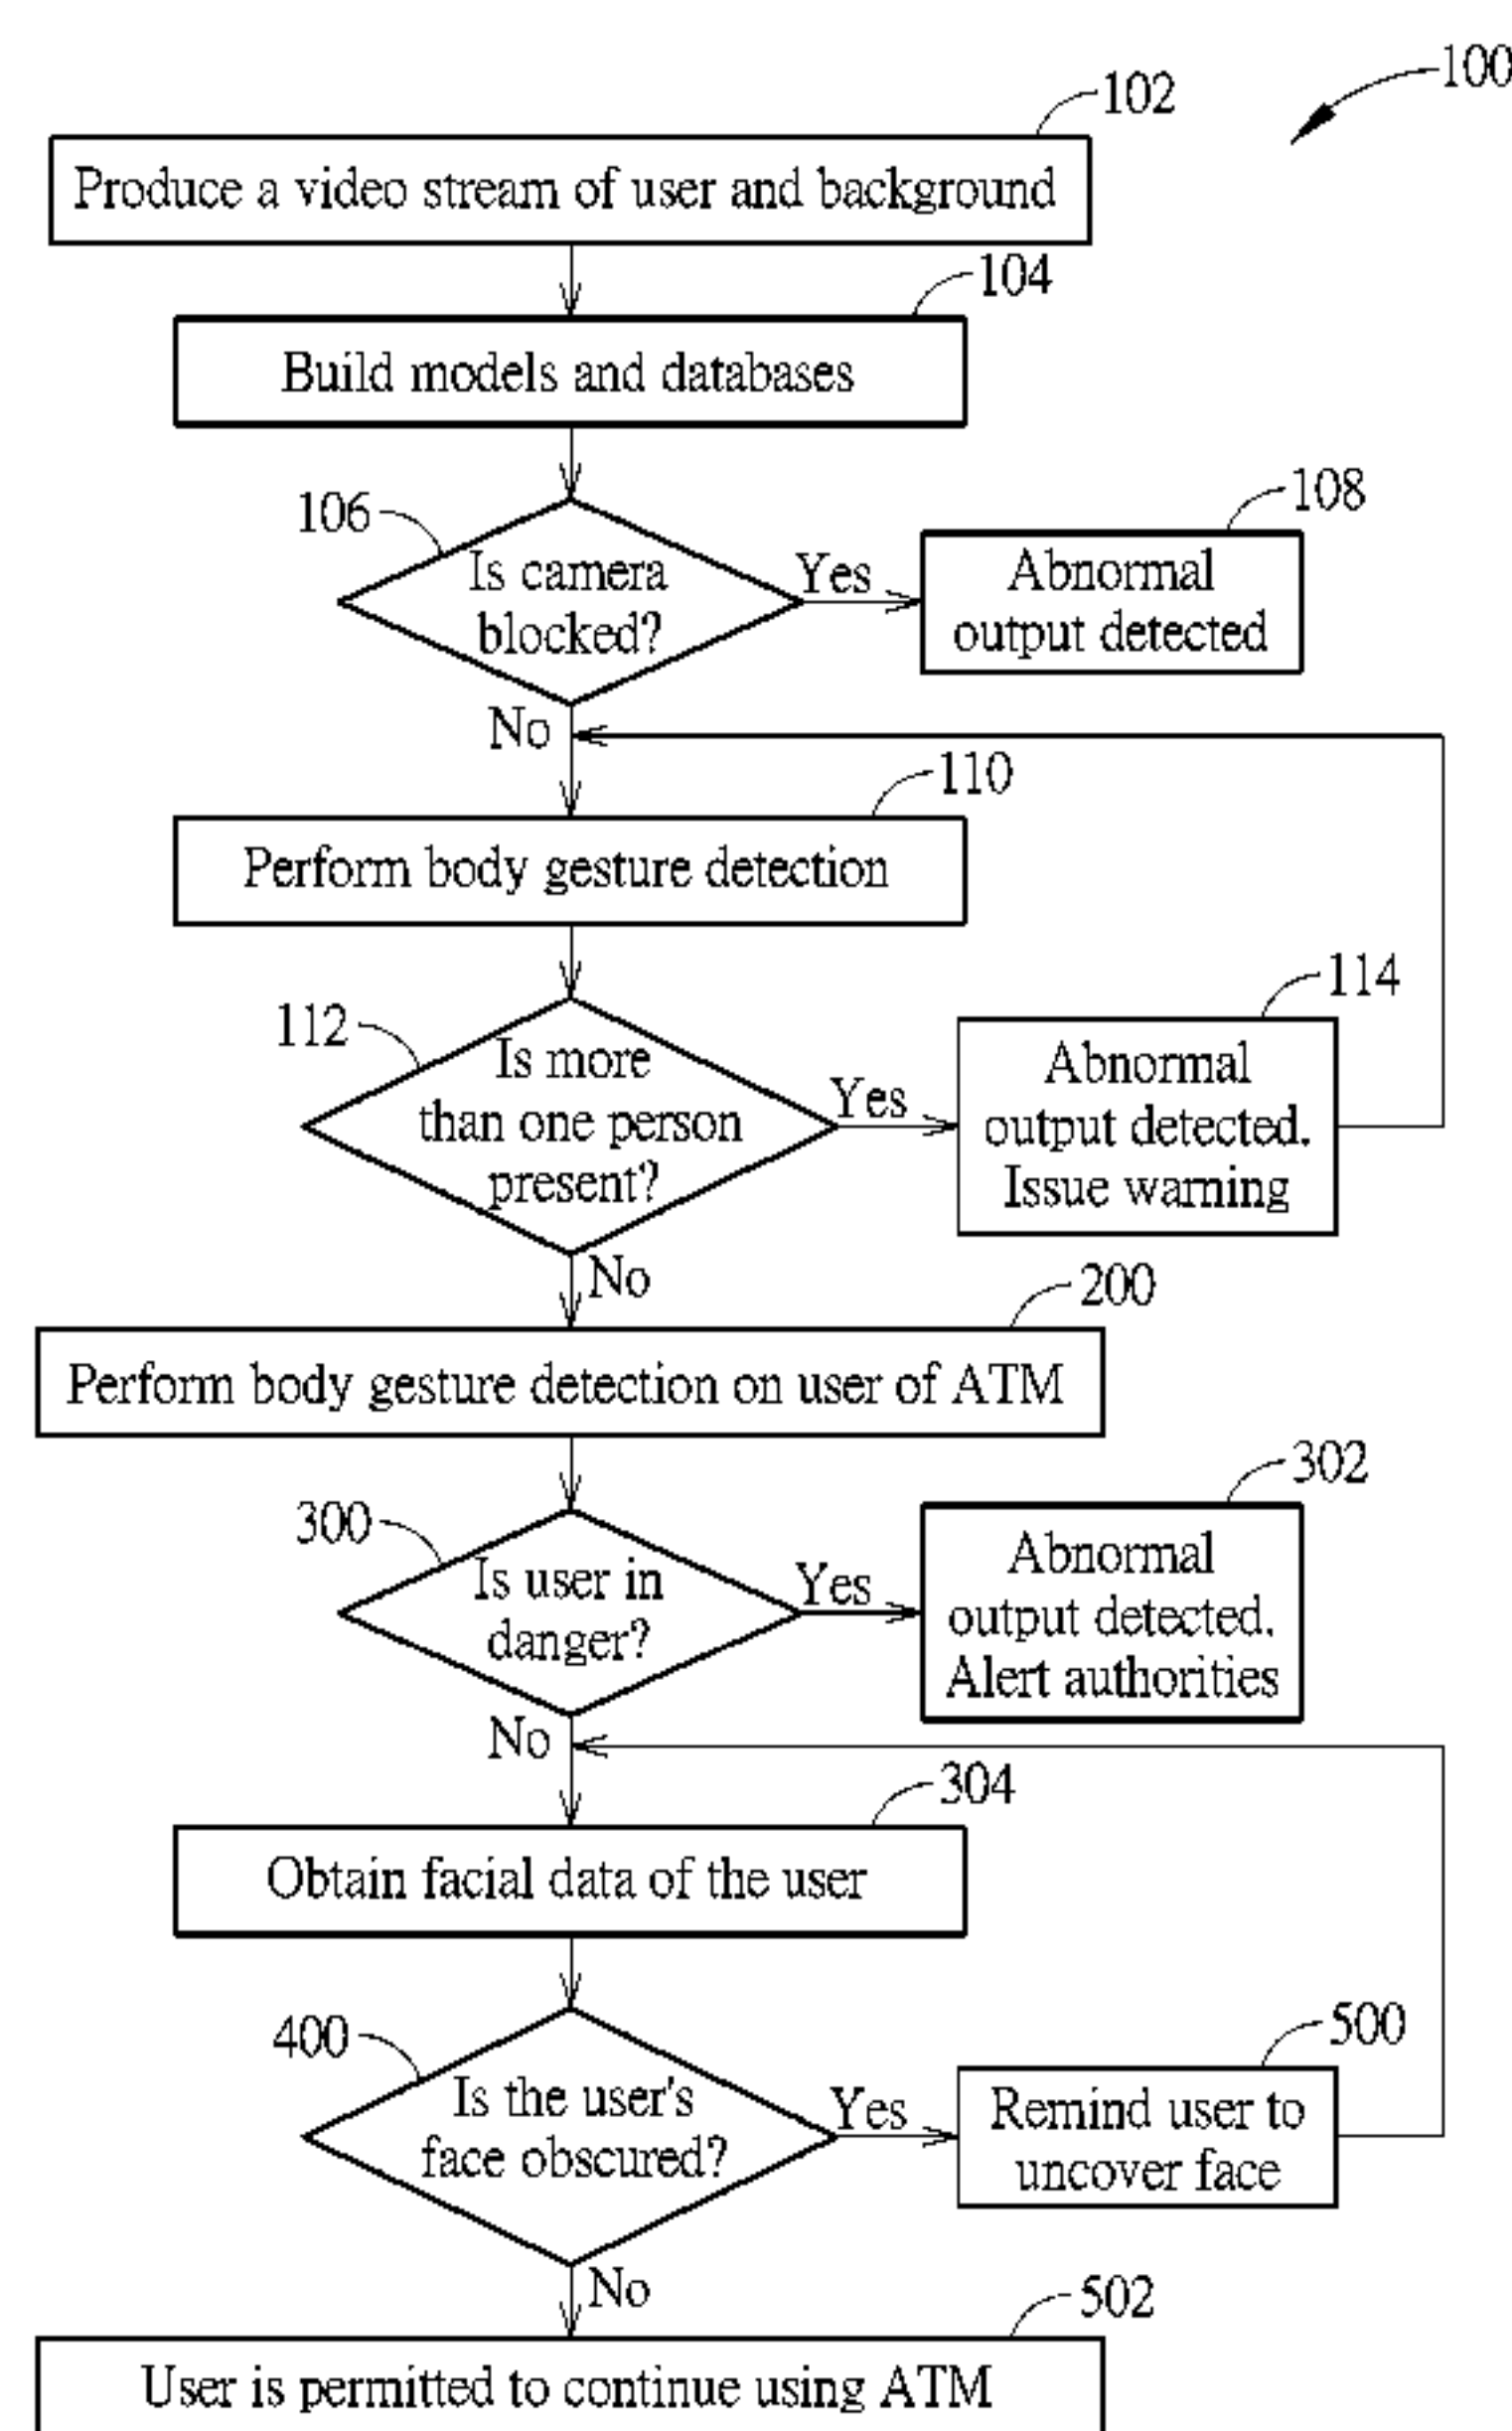 100
102
Produce a video stream of user and background
104
Build models and databases
106
Is camera
blocked?
Yes
108
Abnormal
output detected
No
110
Perform body gesture detection
112
Is more
than one person
present?
Yes
114
Abnormal
output detected.
Issue warning
No
200
Perform body gesture detection on user of ATM
300
Is user in
danger?
Yes
302
Abnormal
output detected.
Alert authorities
No
304
Obtain facial data of the user
400
Is the user's
face obscured?
Yes
500
Remind user to
uncover face
No
502
User is permitted to continue using ATM